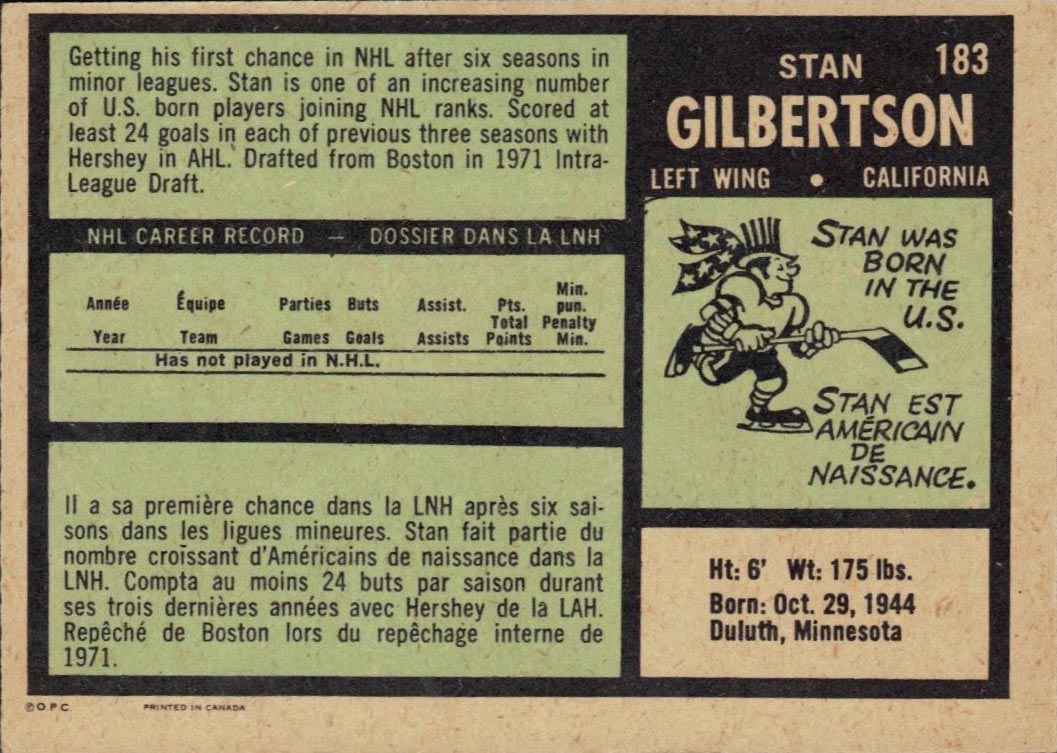 Getting his first chance in NHL after six seasons in
minor leagues. Stan is one of an increasing number
of U.S. born players joining NHL ranks. Scored at
least 24 goals in each of previous three seasons with
Hershey in AHL. Drafted from Boston in 1971 Intra-
League Draft.
STAN 183
GILBERTSON
LEFT WING • CALIFORNIA
NHL CAREER RECORD — DOSSIER DANS LA LNH
Année Équipe Parties Buts Assist. Pts. Min. pun.
Year Team Games Goals Assists Total Points Penalty Min.
Has not played in N.H.L.
STAN WAS
BORN
IN THE
U.S.
STAN EST
AMÉRICAIN
DE
NAISSANCE.
Il a sa première chance dans la LNH après six sai-
sons dans les ligues mineures. Stan fait partie du
nombre croissant d'Américains de naissance dans la
LNH. Compta au moins 24 buts par saison durant
ses trois dernières années avec Hershey de la LAH.
Repêché de Boston lors du repêchage interne de
1971.
Ht: 6' Wt: 175 lbs.
Born: Oct. 29, 1944
Duluth, Minnesota
©O.P.C. PRINTED IN CANADA